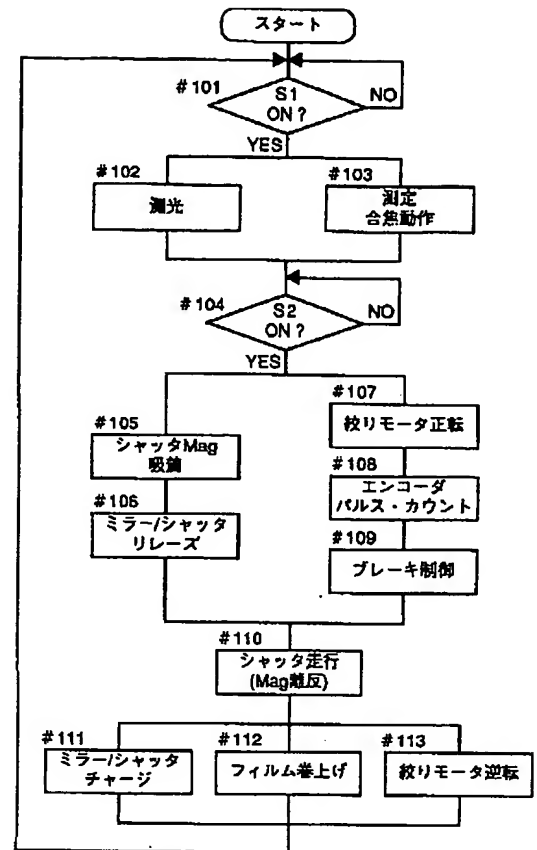 スタート
#101
S1
ON?
NO
YES
#102
測光
#103
測定
合焦動作
#104
S2
ON?
NO
YES
#105
シャッタMag
吸着
#106
ミラー/シャッタ
リレーズ
#107
絞りモータ正転
#108
エンコーダ
パルス・カウント
#109
ブレーキ制御
#110
シャッタ走行
(Mag離反)
#111
ミラー/シャッタ
チャージ
#112
フィルム巻上げ
#113
絞りモータ逆転